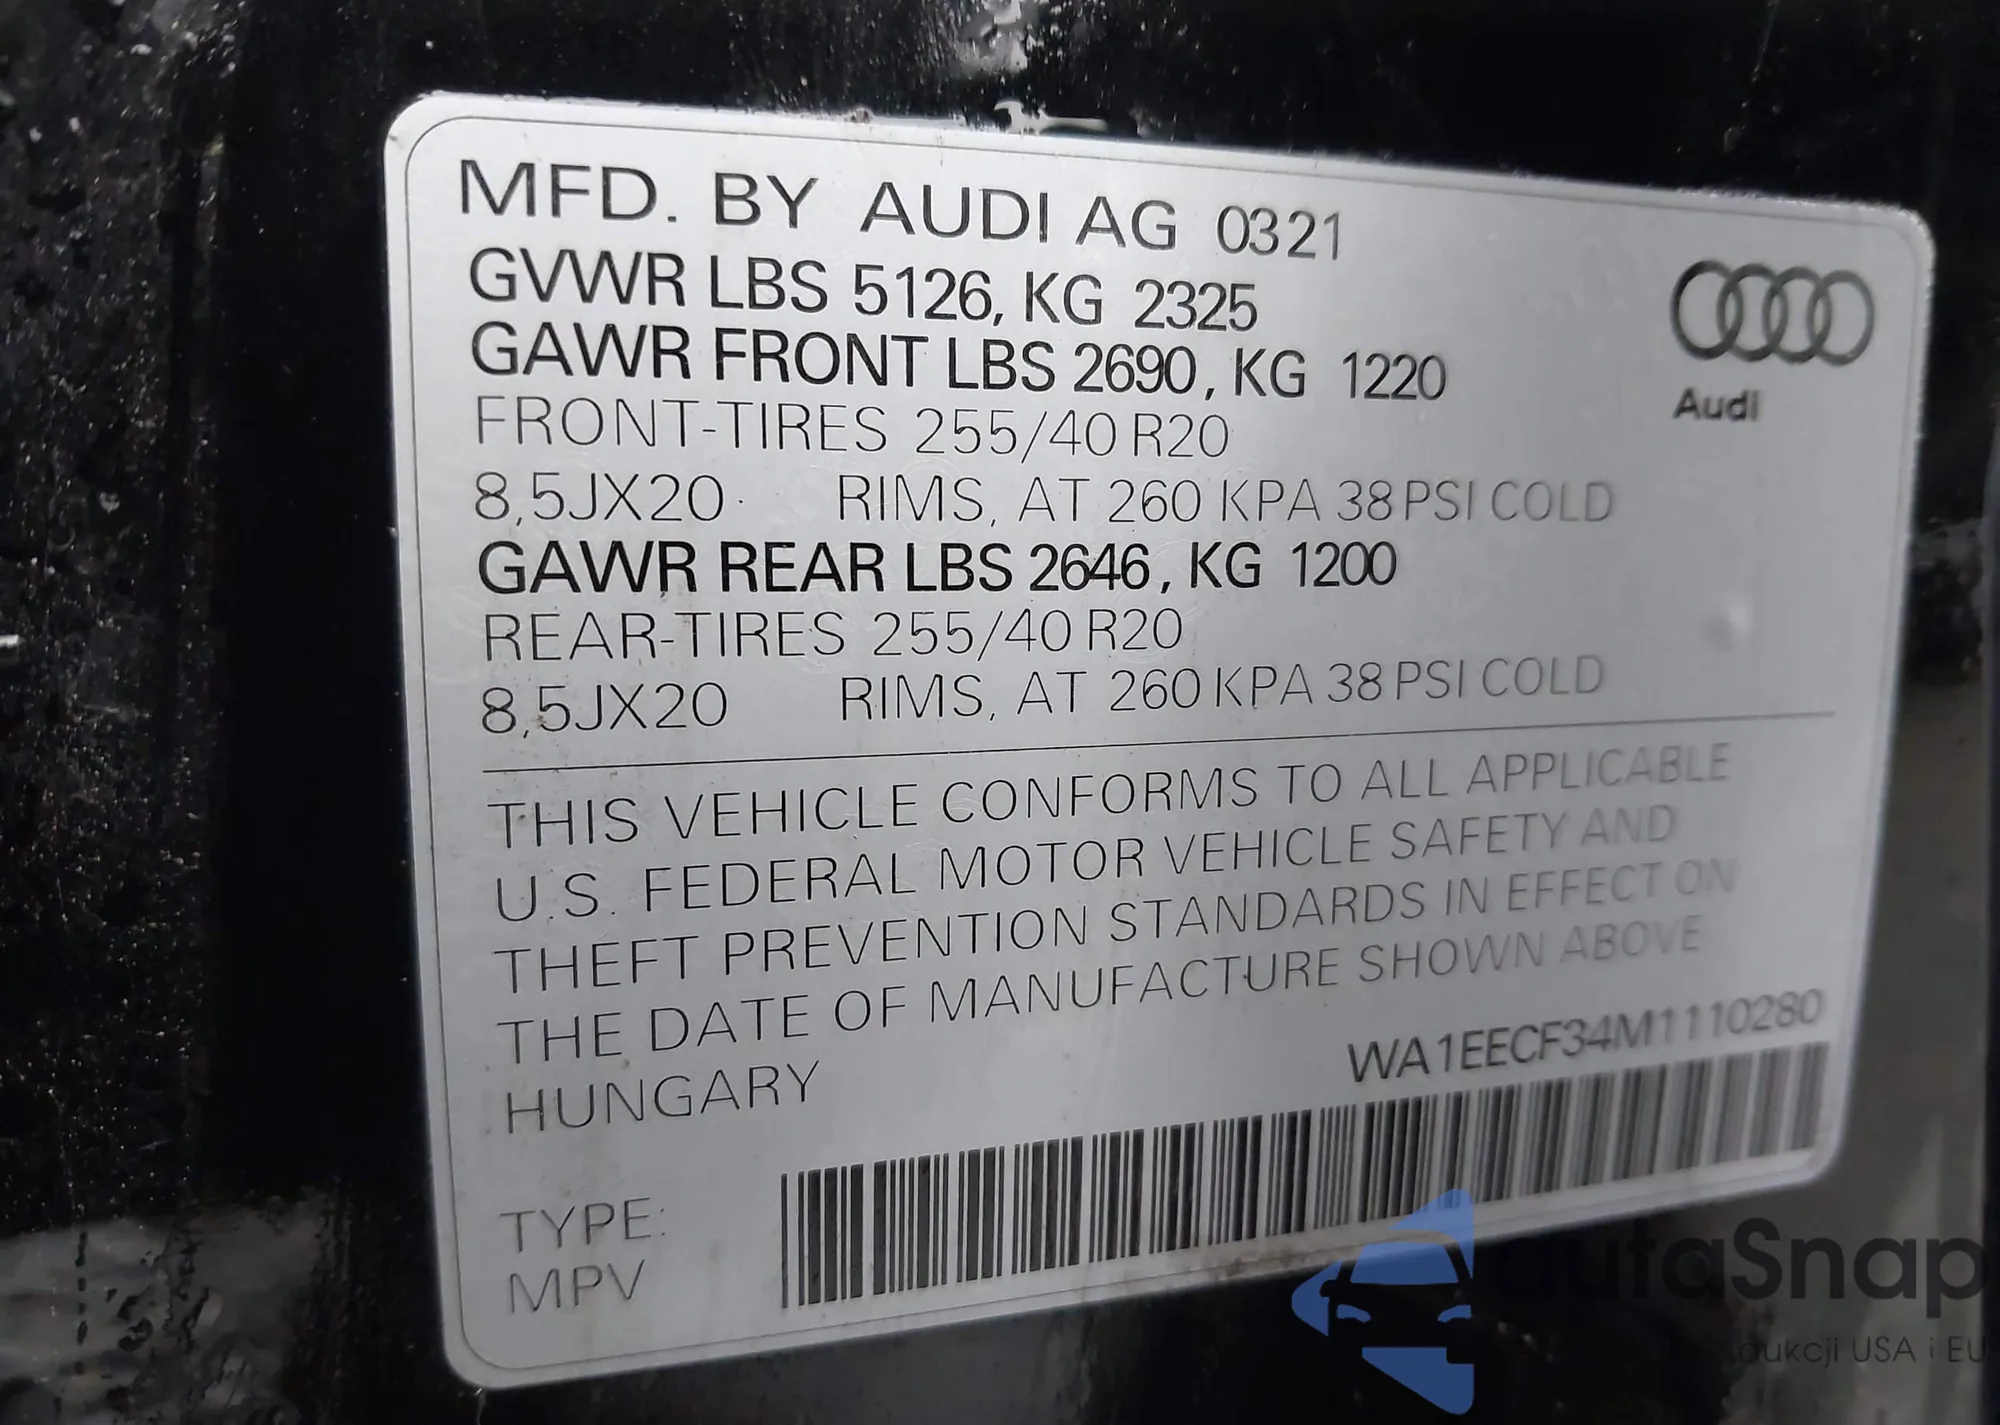 MFD. BY AUDI AG 0321
GVWR LBS 5126, KG 2325
GAWR FRONT LBS 2690, KG 1220
FRONT-TIRES 255/40 R20
8,5JX20 RIMS, AT 260 KPA 38 PSI COLD
GAWR REAR LBS 2646, KG 1200
REAR-TIRES 255/40 R20
8,5JX20 RIMS, AT 260 KPA 38 PSI COLD
Audi
THIS VEHICLE CONFORMS TO ALL APPLICABLE
U.S. FEDERAL MOTOR VEHICLE SAFETY AND
THEFT PREVENTION STANDARDS IN EFFECT ON
THE DATE OF MANUFACTURE SHOWN ABOVE
HUNGARY
WA1EECF34M1110280
TYPE:
MPV
autaSnap
USA i EU